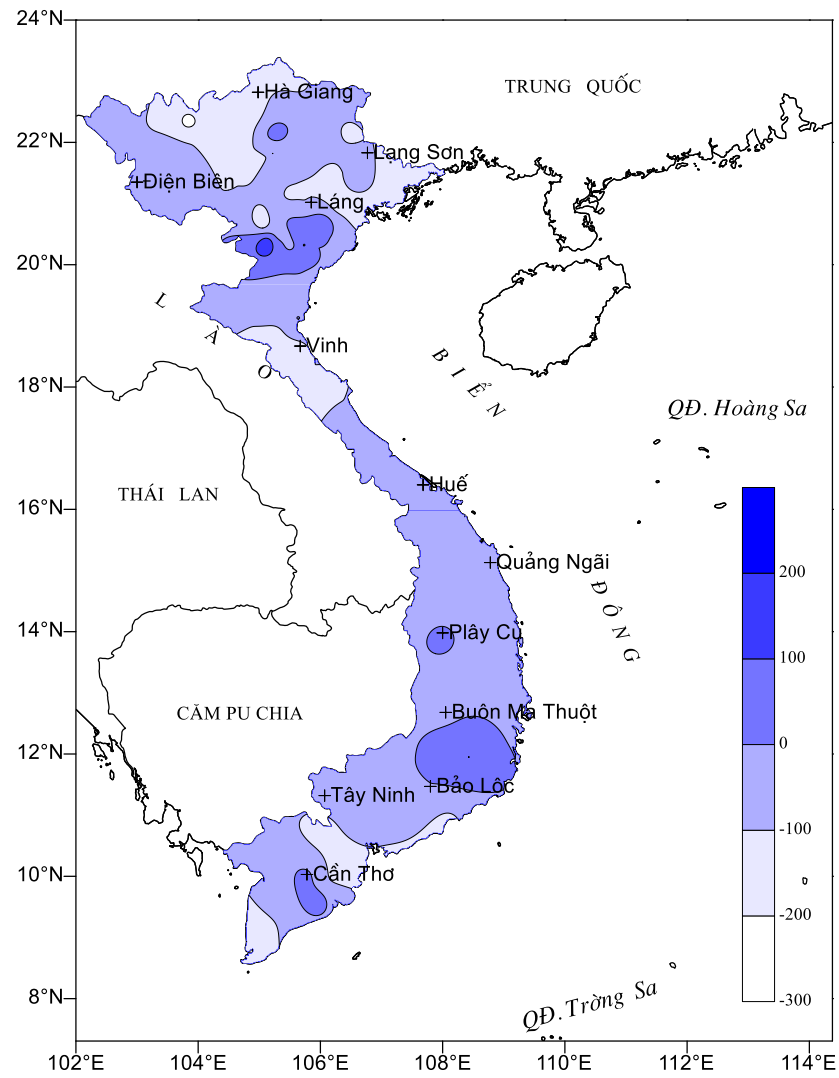 24°N
TRUNG QUỐC
Hà Giang
22°N
Lạng Sơn
Điện Biên
Láng
20°N
LÀO
Vinh
BIỂN
18°N
QĐ. Hoàng Sa
THÁI LAN
Huế
16°N
Quảng Ngãi
200
ĐÔNG
14°N
Plây Cu
100
CĂM PU CHIA
Buôn Ma Thuột
12°N
0
Bảo Lộc
Tây Ninh
-100
10°N
Cần Thơ
-200
8°N
QĐ. Trờng Sa
-300
102°E 104°E 106°E 108°E 110°E 112°E 114°E